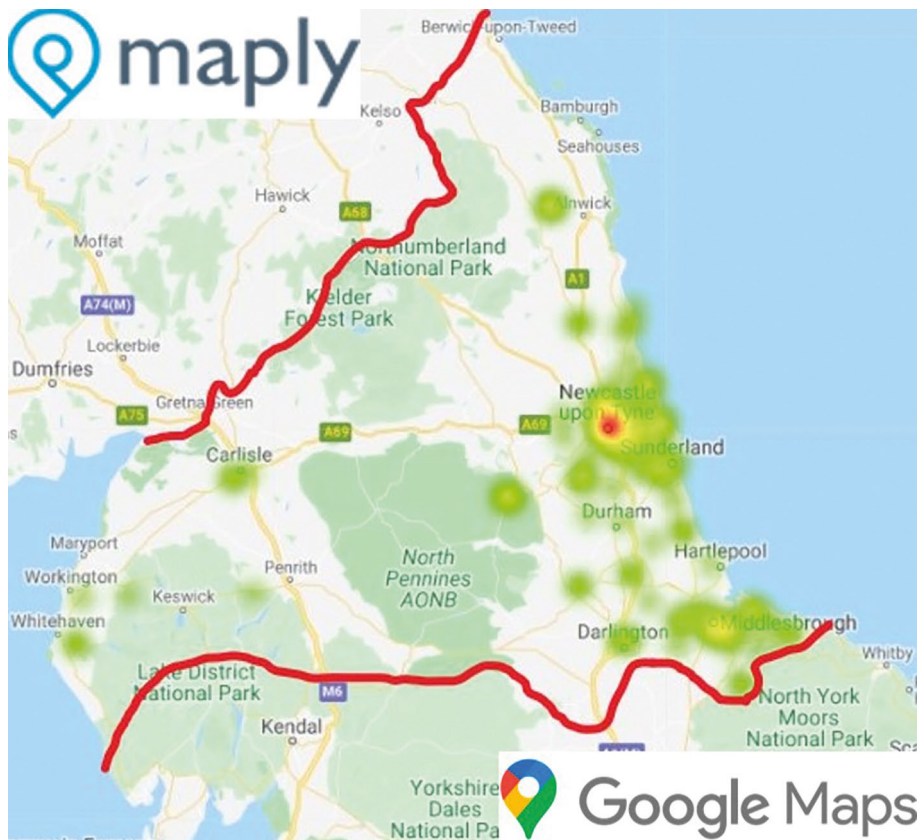 maply
Berwick-upon-Tweed
Kelso
Bamburgh
Seahouses
Hawick
A68
Alnwick
Moffat
Northumberland
National Park
A1
A74(M)
Kielder
Forest Park
Lockerbie
Dumfries
Gretna Green
Newcastle
upon Tyne
A75
A69
A69
Sunderland
Carlisle
Durham
Maryport
North
Pennines
AONB
Hartlepool
Workington
Penrith
Keswick
Whitehaven
Darlington
Middlesbrough
Whitby
Lake District
National Park
M6
North York
Moors
National Park
Kendal
Yorkshire
Dales
National Pa
Google Maps